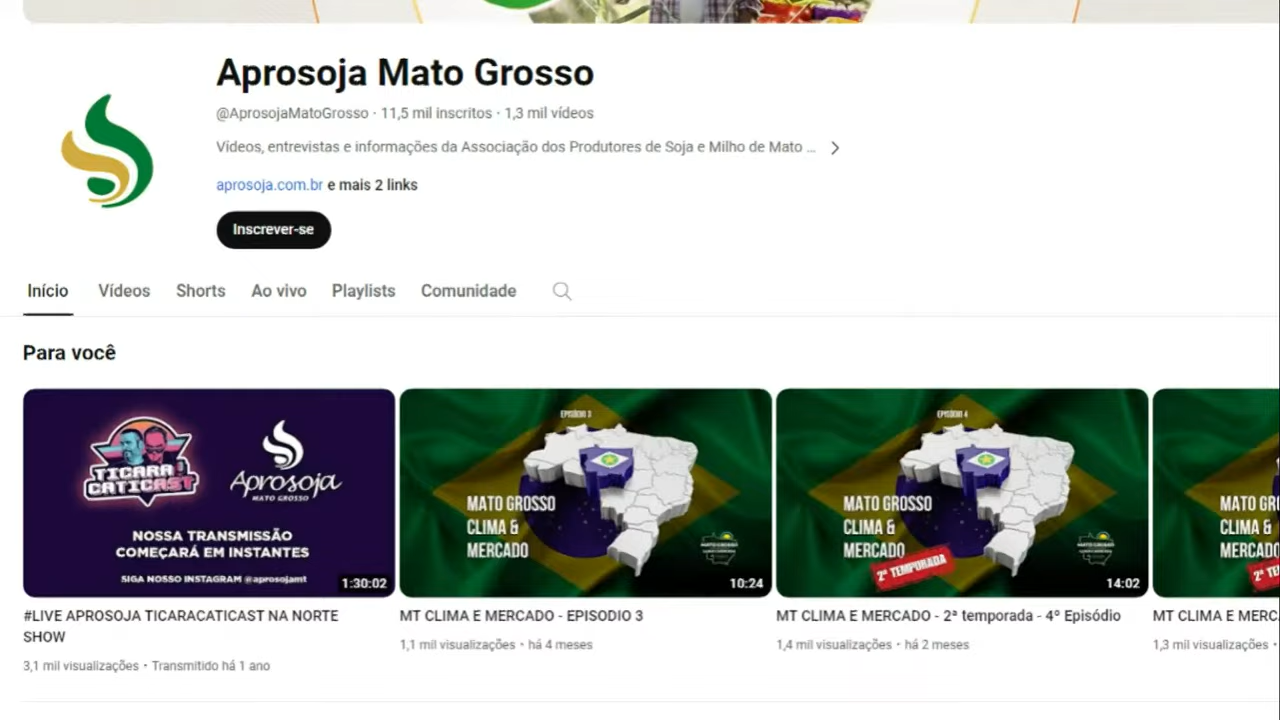 Aprosoja Mato Grosso
@AprosojaMatoGrosso · 11,5 mil inscritos · 1,3 mil vídeos
Vídeos, entrevistas e informações da Associação dos Produtores de Soja e Milho de Mato ...
aprosoja.com.br e mais 2 links
Inscrever-se
Início Vídeos Shorts Ao vivo Playlists Comunidade
Para você
TICARACATICAST
Aprosoja
MATO GROSSO
NOSSA TRANSMISSÃO
COMEÇARÁ EM INSTANTES
SIGA NOSSO INSTAGRAM @aprosojamt
1:30:02
#LIVE APROSOJA TICARACATICAST NA NORTE
SHOW
3,1 mil visualizações · Transmitido há 1 ano
EPISÓDIO 3
MATO GROSSO
CLIMA &
MERCADO
10:24
MT CLIMA E MERCADO - EPISODIO 3
1,1 mil visualizações · há 4 meses
EPISÓDIO 4
MATO GROSSO
CLIMA &
MERCADO
2ª TEMPORADA
14:02
MT CLIMA E MERCADO - 2ª temporada - 4º Episódio
1,4 mil visualizações · há 2 meses
MATO GR
CLIMA &
MERCADO
2ª TE
MT CLIMA E MERC
1,3 mil visualizações ·